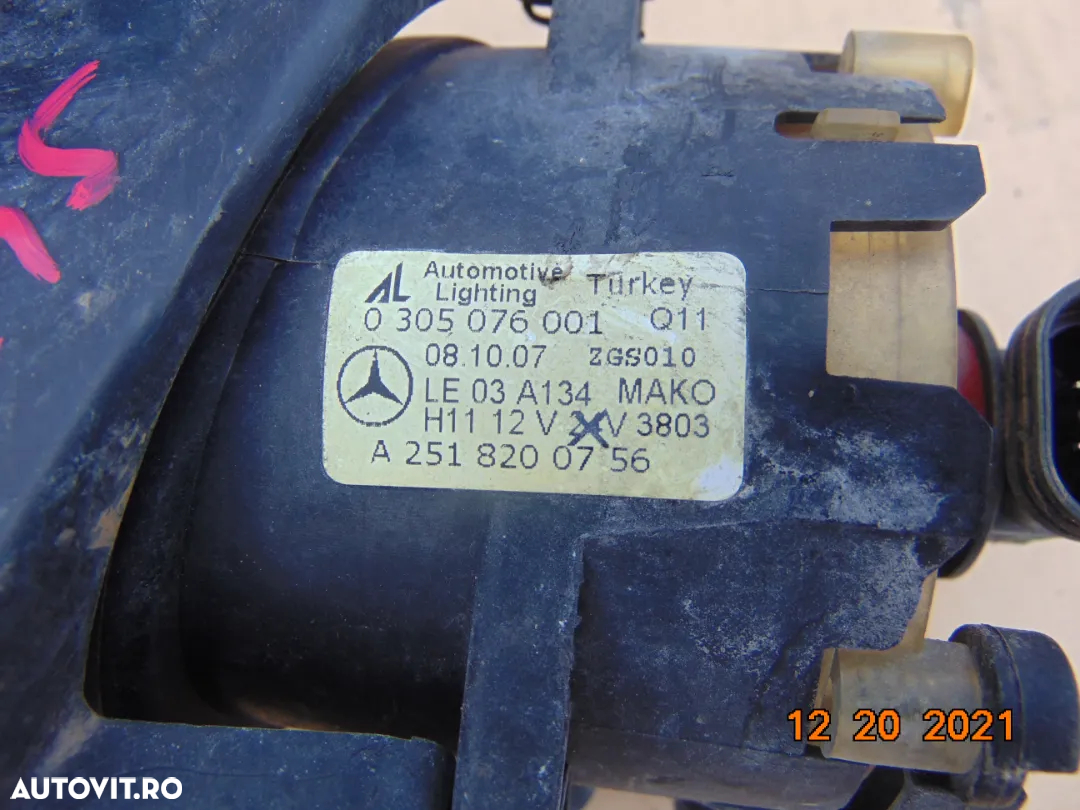 AL Automotive Lighting Turkey
0 305 076 001 Q11
08.10.07 ZGS010
LE 03 A134 MAKO
H11 12 V V 3803
A 251 820 07 56
12 20 2021
AUTOVIT.RO